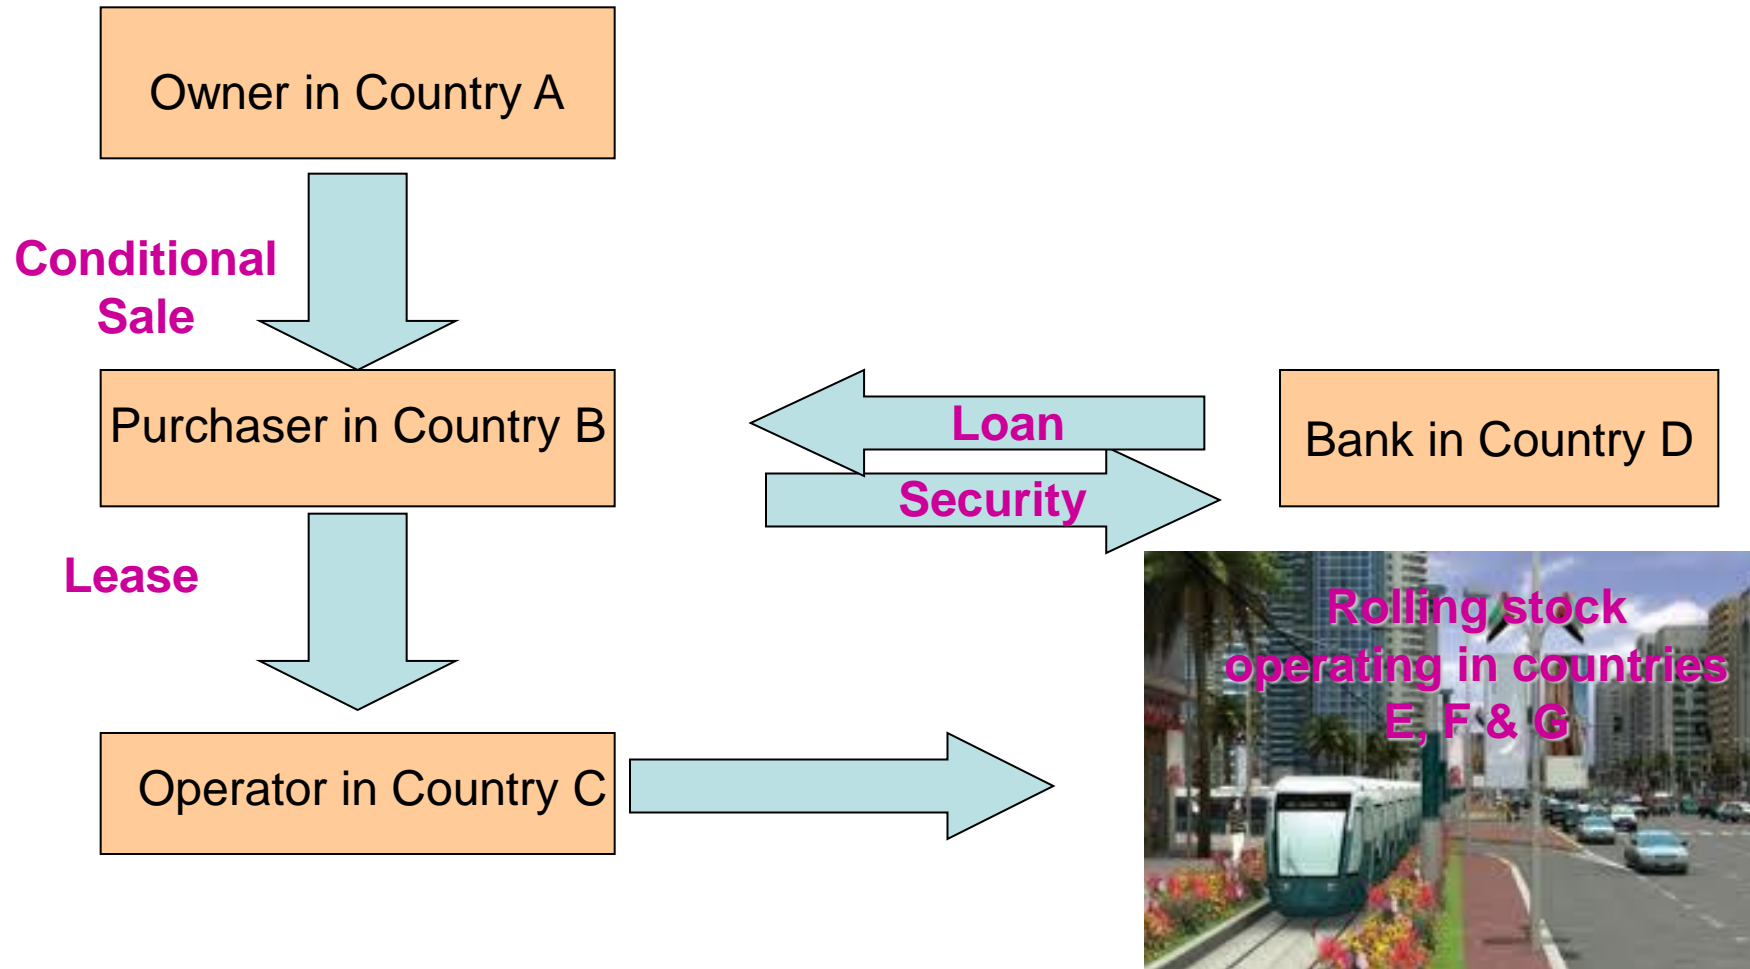 Owner in Country A
Conditional
Sale
Purchaser in Country B
Loan
Security
Bank in Country D
Lease
Rolling stock
operating in countries
E, F & G
Operator in Country C